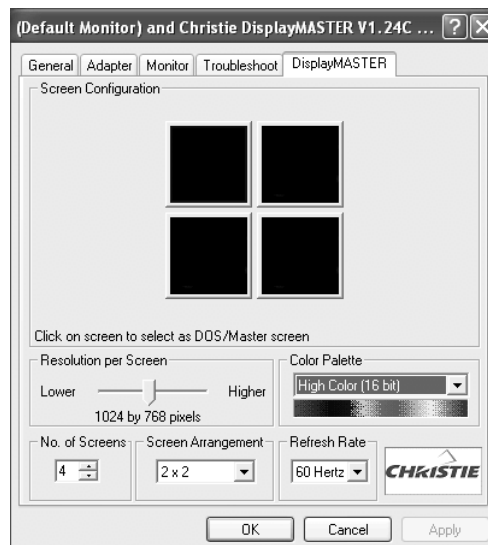 (Default Monitor) and Christie DisplayMASTER V1.24C ...
General Adapter Monitor Troubleshoot DisplayMASTER
Screen Configuration
Click on screen to select as DOS/Master screen
Resolution per Screen
Lower Higher
1024 by 768 pixels
Color Palette
High Color (16 bit)
No. of Screens
4
Screen Arrangement
2 x 2
Refresh Rate
60 Hertz
CHRISTIE
OK Cancel Apply